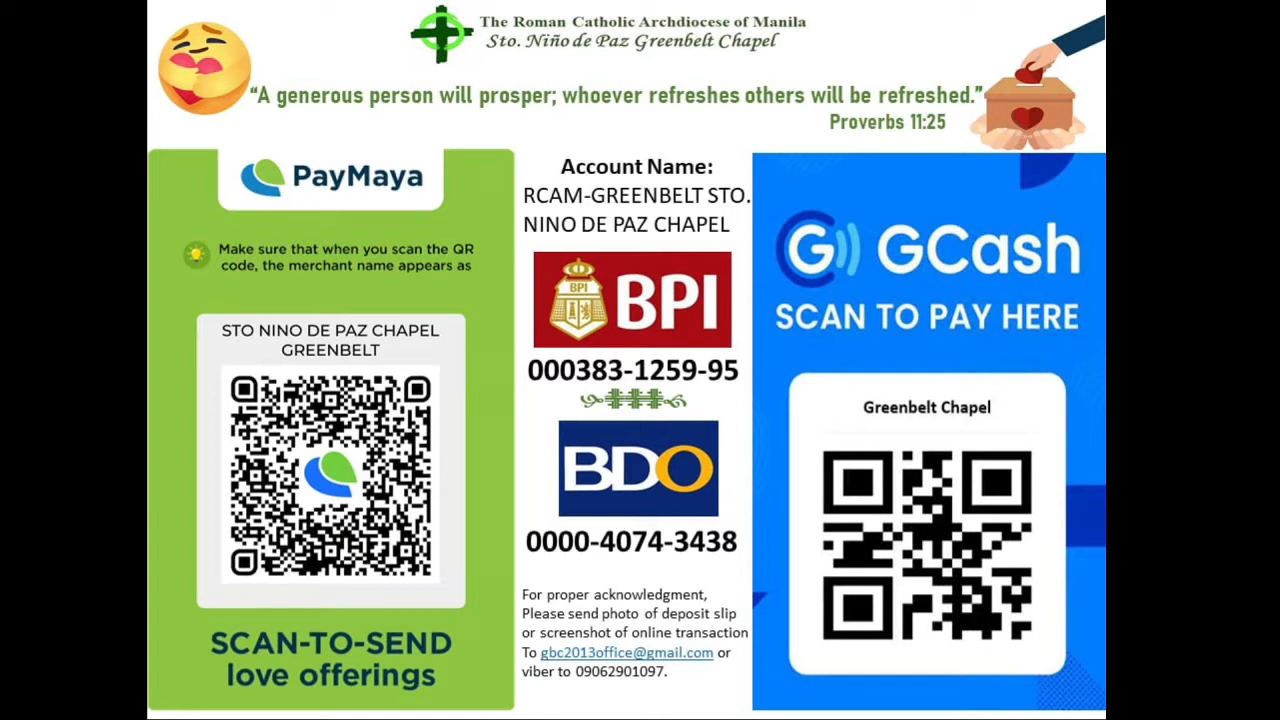 The Roman Catholic Archdiocese of Manila
Sto. Niño de Paz Greenbelt Chapel
“A generous person will prosper; whoever refreshes others will be refreshed.”
Proverbs 11:25
PayMaya
Make sure that when you scan the QR
code, the merchant name appears as
STO NINO DE PAZ CHAPEL
GREENBELT
SCAN-TO-SEND
love offerings
Account Name:
RCAM-GREENBELT STO.
NINO DE PAZ CHAPEL
BPI
BPI
000383-1259-95
BDO
0000-4074-3438
For proper acknowledgment,
Please send photo of deposit slip
or screenshot of online transaction
To gbc2013office@gmail.com or
viber to 09062901097.
G GCash
SCAN TO PAY HERE
Greenbelt Chapel